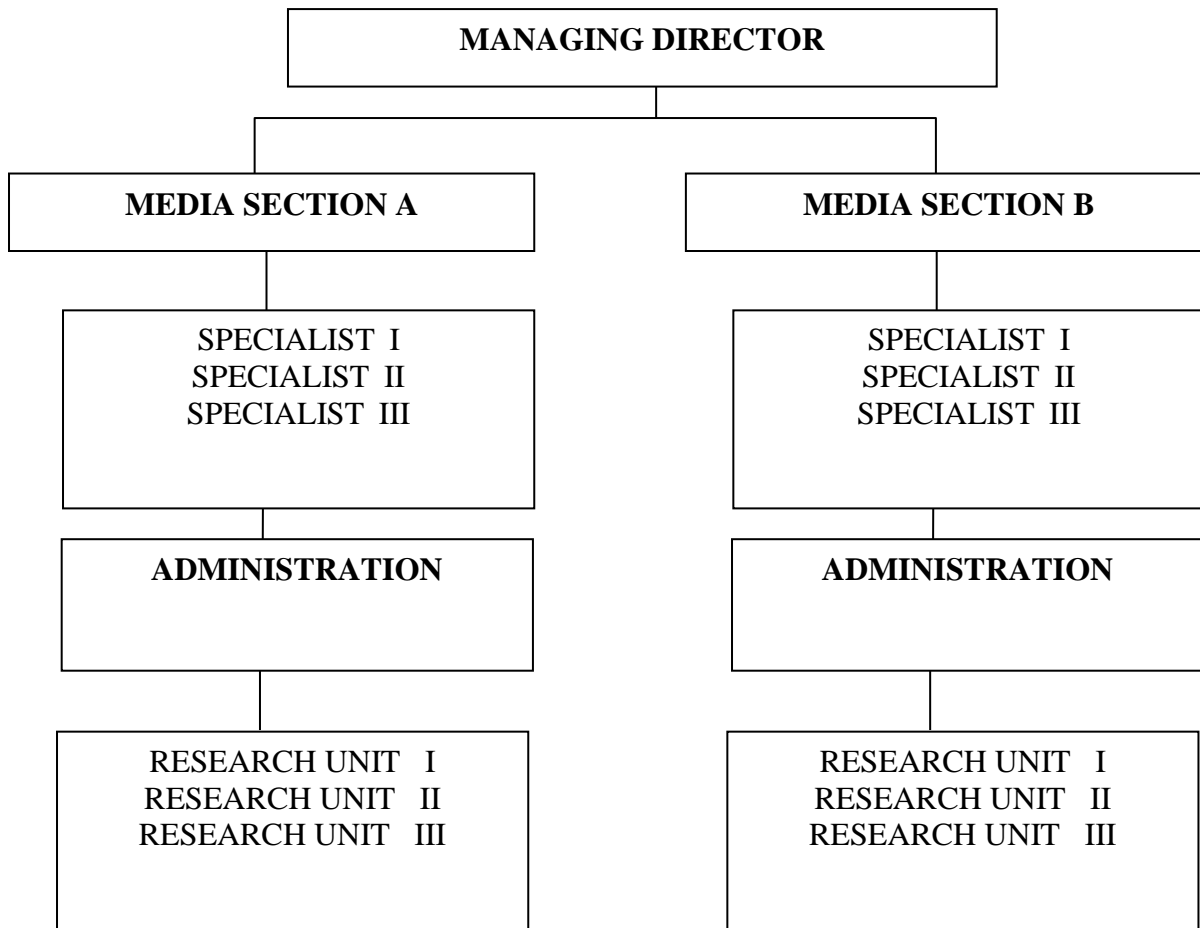 MANAGING DIRECTOR
MEDIA SECTION A
MEDIA SECTION B
SPECIALIST I
SPECIALIST II
SPECIALIST III
SPECIALIST I
SPECIALIST II
SPECIALIST III
ADMINISTRATION
ADMINISTRATION
RESEARCH UNIT I
RESEARCH UNIT II
RESEARCH UNIT III
RESEARCH UNIT I
RESEARCH UNIT II
RESEARCH UNIT III